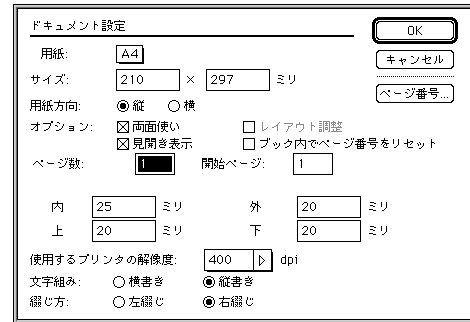 ドキュメント設定
OK
用紙: A4
キャンセル
サイズ: 210 × 297 ミリ
ページ番号...
用紙方向: 縦 横
オプション: 両面使い レイアウト調整
見開き表示 ブック内でページ番号をリセット
ページ数: 1 開始ページ: 1
内 25 ミリ 外 20 ミリ
上 20 ミリ 下 20 ミリ
使用するプリンタの解像度: 400 dpi
文字組み: 横書き 縦書き
綴じ方: 左綴じ 右綴じ